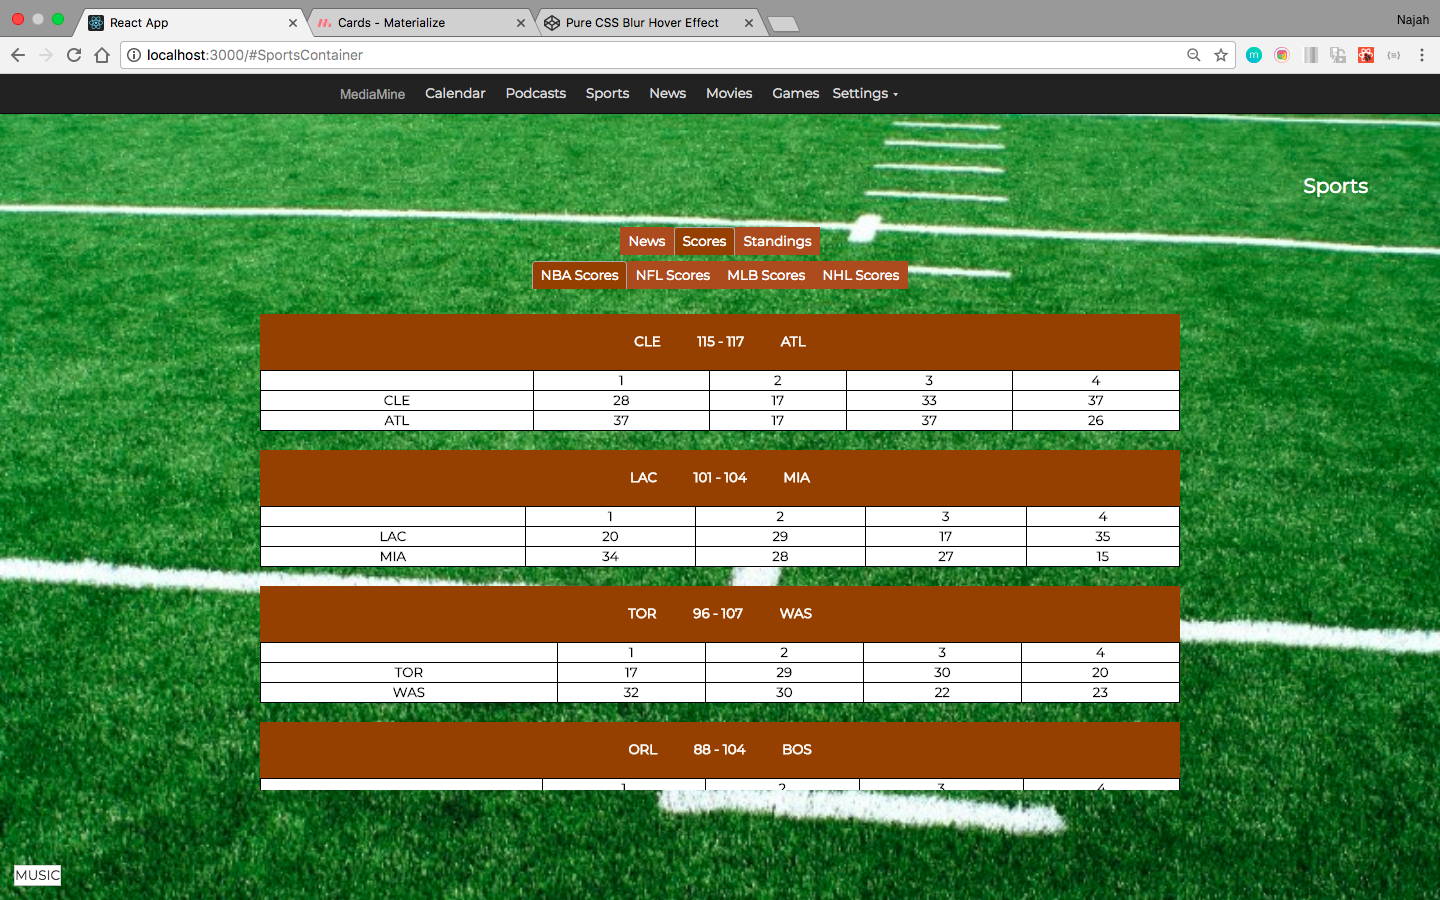 React App
Cards - Materialize
Pure CSS Blur Hover Effect
Najah
localhost:3000/#SportsContainer
MediaMine Calendar Podcasts Sports News Movies Games Settings
Sports
News Scores Standings
NBA Scores NFL Scores MLB Scores NHL Scores
CLE 115 - 117 ATL
1 2 3 4
CLE 28 17 33 37
ATL 37 17 37 26
LAC 101 - 104 MIA
1 2 3 4
LAC 20 29 17 35
MIA 34 28 27 15
TOR 96 - 107 WAS
1 2 3 4
TOR 17 29 30 20
WAS 32 30 22 23
ORL 88 - 104 BOS
1 2 3 4
MUSIC